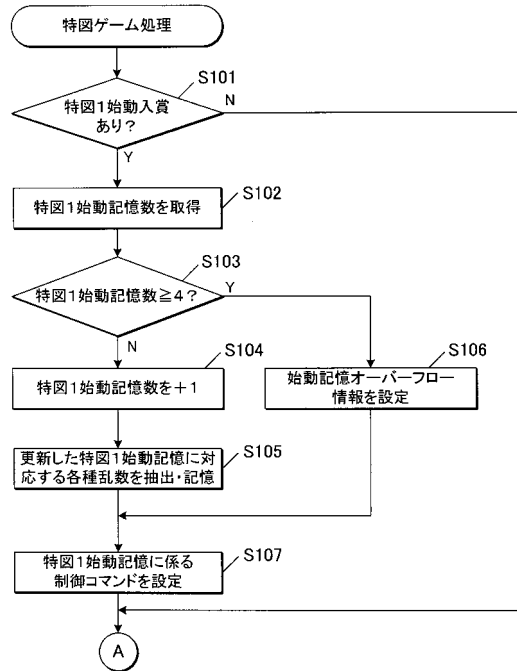 特図ゲーム処理
S101
特図1始動入賞
あり?
N
Y
S102
特図1始動記憶数を取得
S103
特図1始動記憶数≧4?
Y
N
S104
特図1始動記憶数を+1
S106
始動記憶オーバーフロー
情報を設定
S105
更新した特図1始動記憶に対
応する各種乱数を抽出・記憶
S107
特図1始動記憶に係る
制御コマンドを設定
A